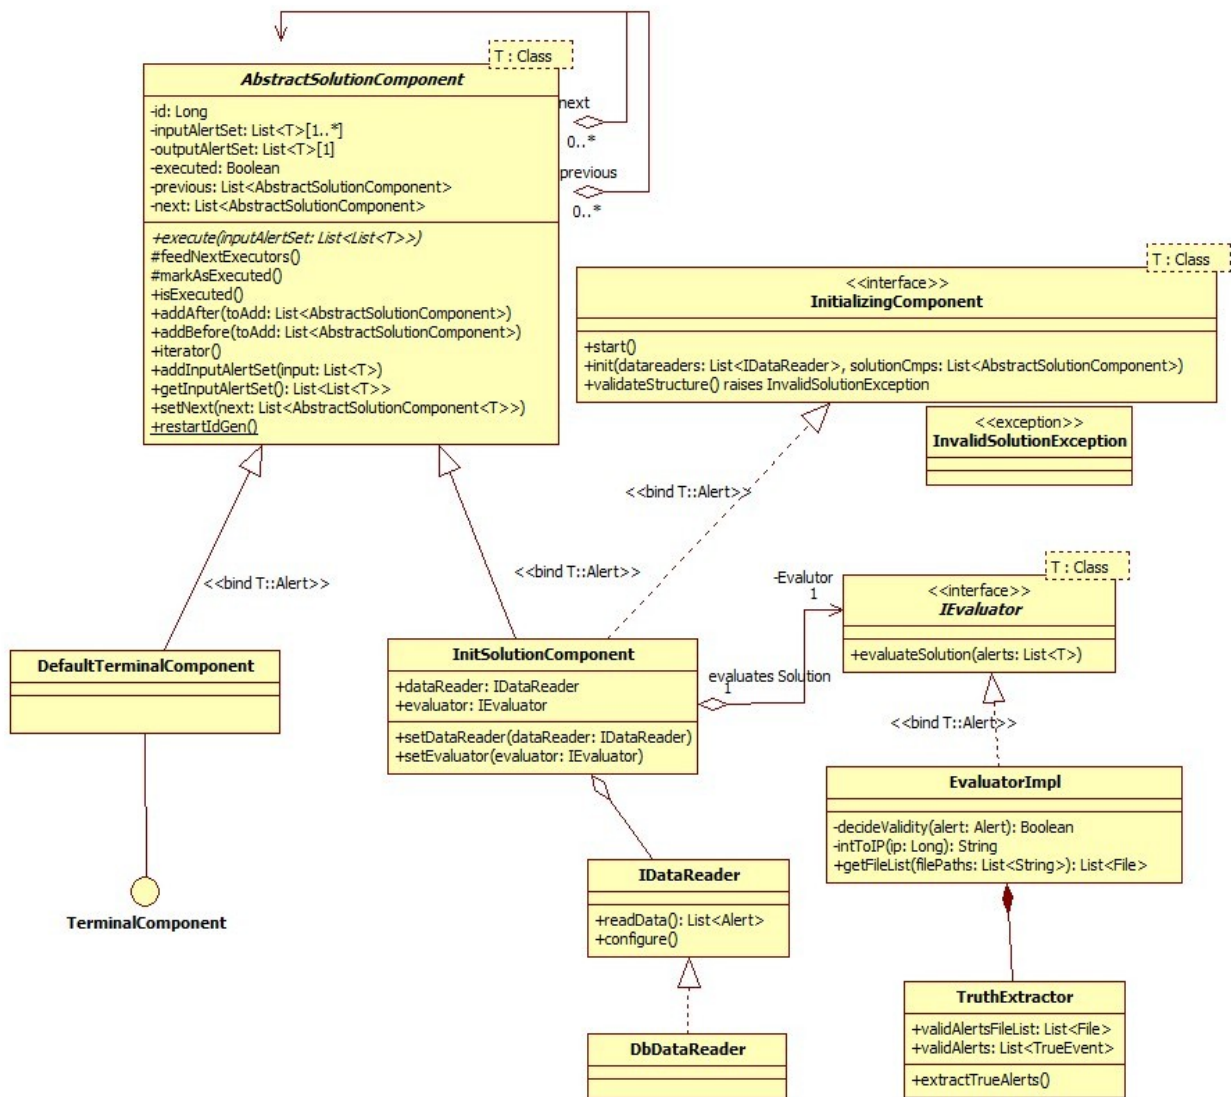 T : Class
AbstractSolutionComponent
-id: Long
-inputAlertSet: List<T>[1..*]
-outputAlertSet: List<T>[1]
-executed: Boolean
-previous: List<AbstractSolutionComponent>
-next: List<AbstractSolutionComponent>
+execute(inputAlertSet: List<List<T>>)
#feedNextExecutors()
#markAsExecuted()
+isExecuted()
+addAfter(toAdd: List<AbstractSolutionComponent>)
+addBefore(toAdd: List<AbstractSolutionComponent>)
+iterator()
+addInputAlertSet(input: List<T>)
+getInputAlertSet(): List<List<T>>
+setNext(next: List<AbstractSolutionComponent<T>>)
+restartIdGen()
next
0..*
previous
0..*
T : Class
<<interface>>
InitializingComponent
+start()
+init(datareaders: List<IDataReader>, solutionCmps: List<AbstractSolutionComponent>)
+validateStructure() raises InvalidSolutionException
<<exception>>
InvalidSolutionException
<<bind T::Alert>>
<<bind T::Alert>>
<<bind T::Alert>>
-Evalutor
1
T : Class
<<interface>>
IEvaluator
+evaluateSolution(alerts: List<T>)
DefaultTerminalComponent
InitSolutionComponent
+dataReader: IDataReader
+evaluator: IEvaluator
+setDataReader(dataReader: IDataReader)
+setEvaluator(evaluator: IEvaluator)
evaluates Solution
1
<<bind T::Alert>>
EvaluatorImpl
-decideValidity(alert: Alert): Boolean
-intToIP(ip: Long): String
+getFileList(filePaths: List<String>): List<File>
TerminalComponent
IDataReader
+readData(): List<Alert>
+configure()
DbDataReader
TruthExtractor
+validAlertsFileList: List<File>
+validAlerts: List<TrueEvent>
+extractTrueAlerts()